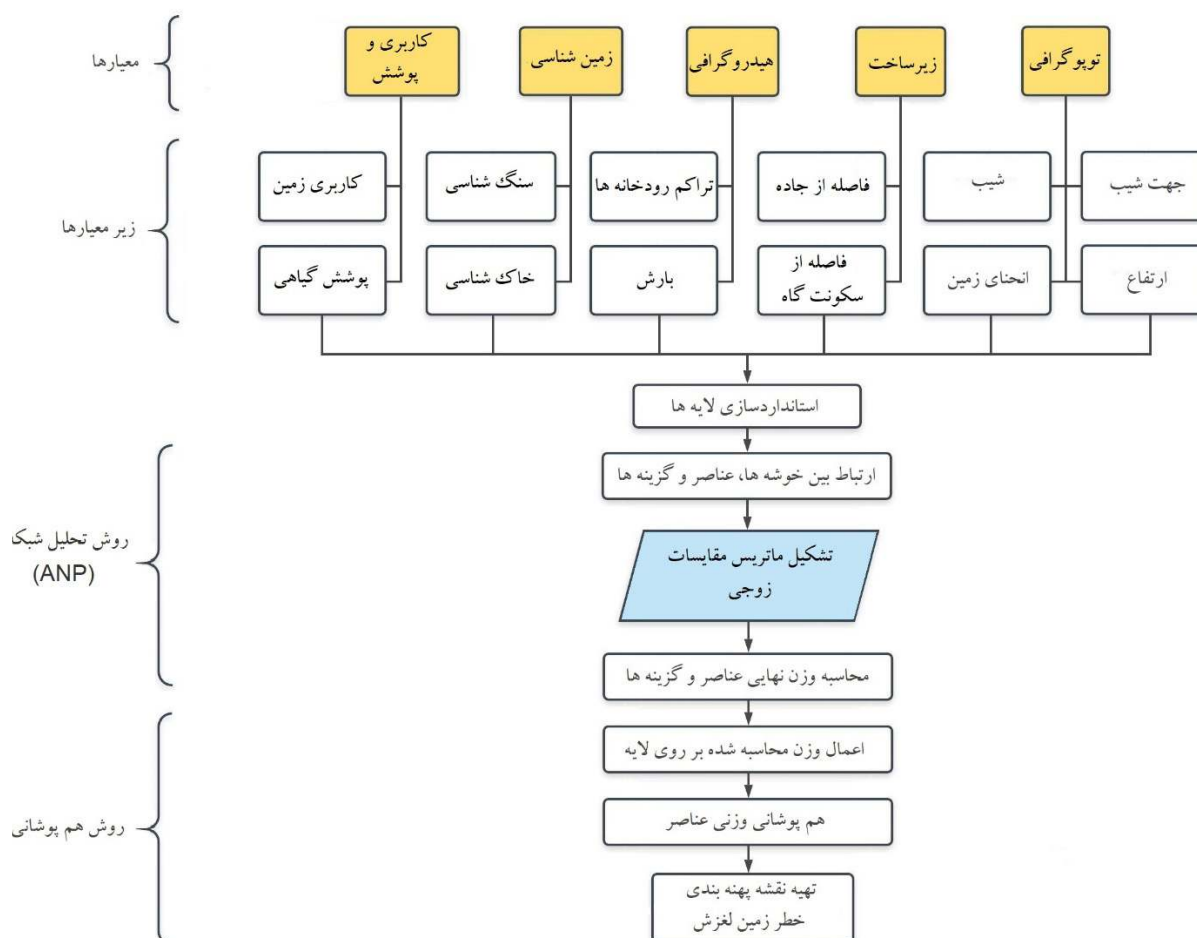 معیارها
توپوگرافی
زیرساخت
هیدروگرافی
زمین شناسی
کاربری و
پوشش
زیر معیارها
جهت شیب
شیب
فاصله از جاده
تراکم رودخانه ها
سنگ شناسی
کاربری زمین
ارتفاع
انحنای زمین
فاصله از
سکونت گاه
بارش
خاک شناسی
پوشش گیاهی
استانداردسازی لایه ها
ارتباط بین خوشه ها، عناصر و گزینه ها
روش تحلیل شبکه
(ANP)
تشکیل ماتریس مقایسات
زوجی
محاسبه وزن نهایی عناصر و گزینه ها
اعمال وزن محاسبه شده بر روی لایه
روش هم پوشانی
هم پوشانی وزنی عناصر
تهیه نقشه پهنه بندی
خطر زمین لغزش